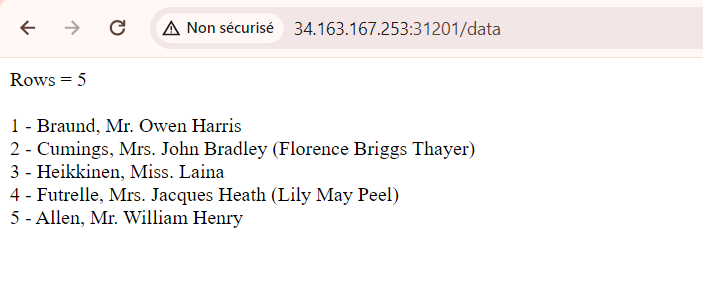 Non sécurisé 34.163.167.253:31201/data
Rows = 5
1 - Braund, Mr. Owen Harris
2 - Cumings, Mrs. John Bradley (Florence Briggs Thayer)
3 - Heikkinen, Miss. Laina
4 - Futrelle, Mrs. Jacques Heath (Lily May Peel)
5 - Allen, Mr. William Henry